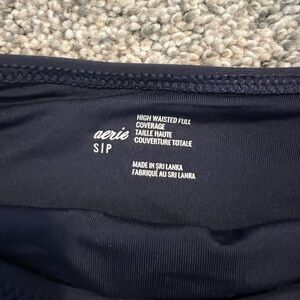 aerie
S|P
HIGH WAISTED FULL
COVERAGE
TAILLE HAUTE
COUVERTURE TOTALE
MADE IN SRI LANKA
FABRIQUÉ AU SRI LANKA